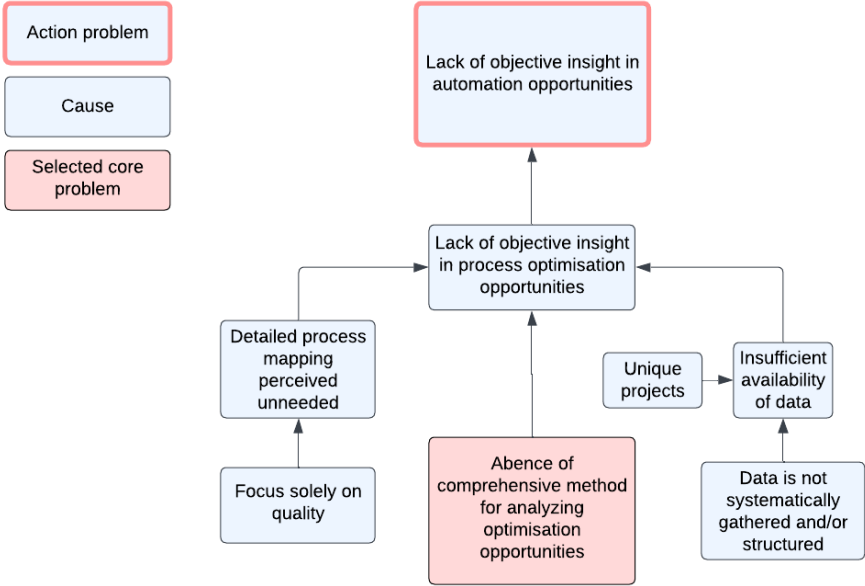 Action problem
Cause
Selected core
problem
Lack of objective insight in
automation opportunities
Lack of objective insight
in process optimisation
opportunities
Detailed process
mapping
perceived
unneeded
Focus solely on
quality
Abence of
comprehensive method
for analyzing
optimisation
opportunities
Unique
projects
Insufficient
availability
of data
Data is not
systematically
gathered and/or
structured